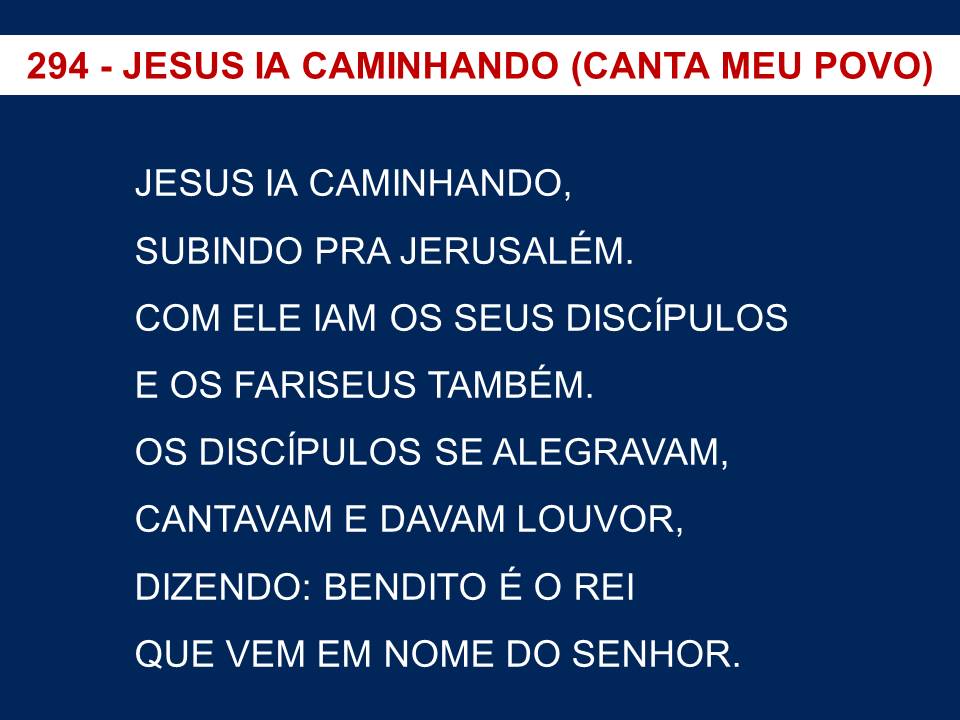 294 - JESUS IA CAMINHANDO (CANTA MEU POVO)
JESUS IA CAMINHANDO,
SUBINDO PRA JERUSALÉM.
COM ELE IAM OS SEUS DISCÍPULOS
E OS FARISEUS TAMBÉM.
OS DISCÍPULOS SE ALEGRAVAM,
CANTAVAM E DAVAM LOUVOR,
DIZENDO: BENDITO É O REI
QUE VEM EM NOME DO SENHOR.